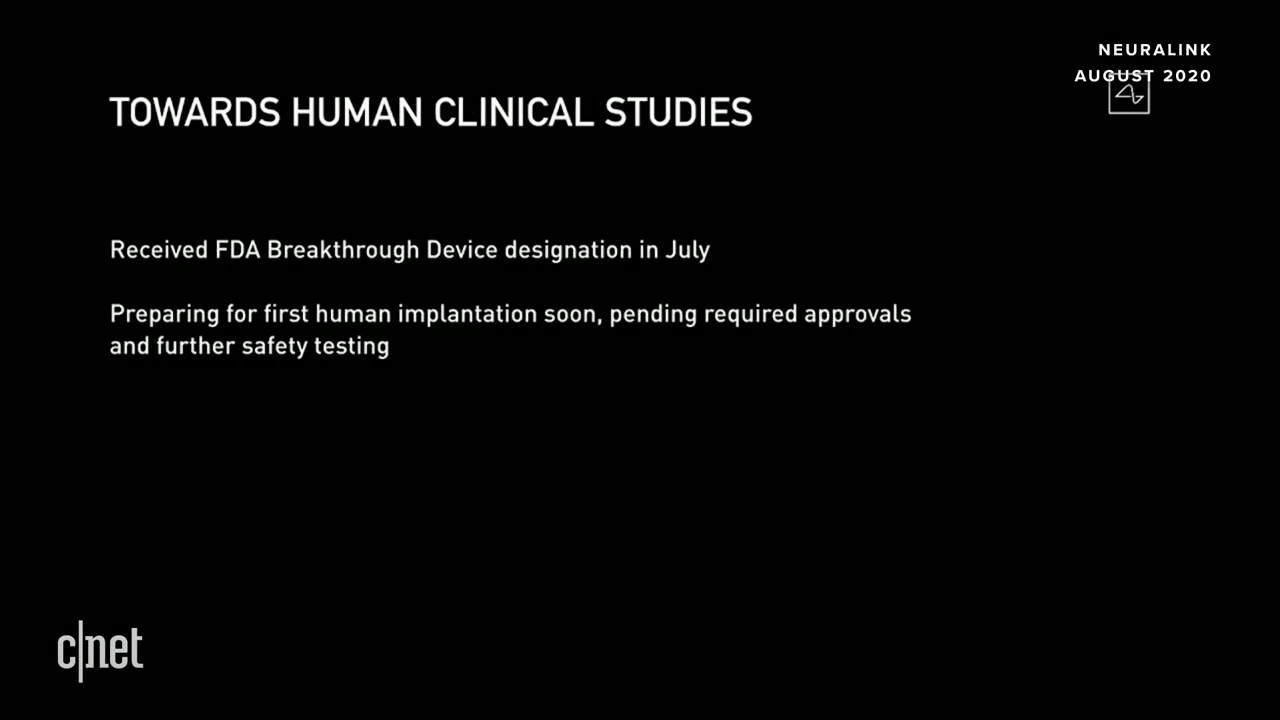 NEURALINK
AUGUST 2020
TOWARDS HUMAN CLINICAL STUDIES
Received FDA Breakthrough Device designation in July
Preparing for first human implantation soon, pending required approvals
and further safety testing
c|net